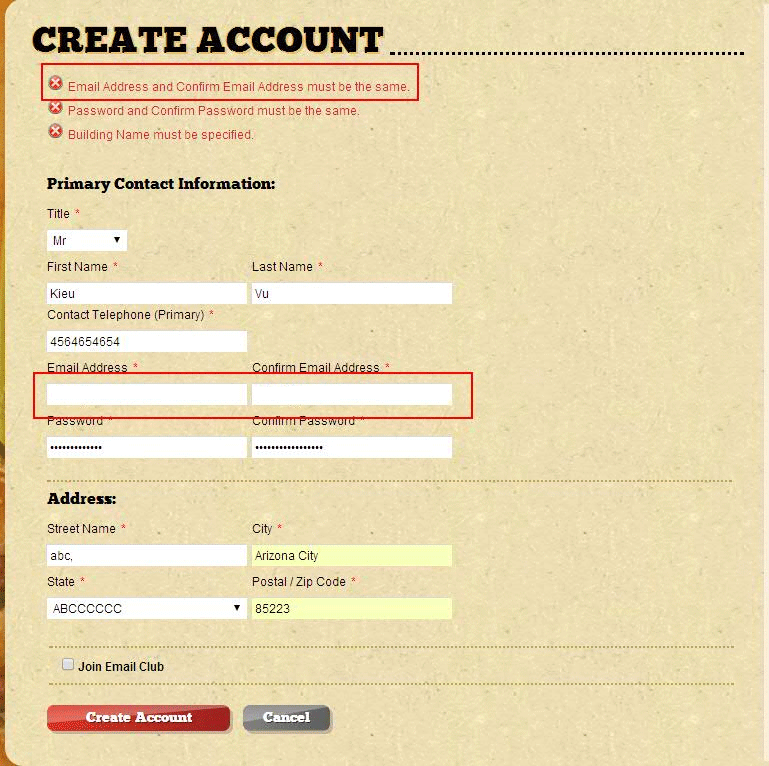 CREATE ACCOUNT
Email Address and Confirm Email Address must be the same.
Password and Confirm Password must be the same.
Building Name must be specified.
Primary Contact Information:
Title *
Mr
First Name * Last Name *
Kieu Vu
Contact Telephone (Primary) *
4564654654
Email Address * Confirm Email Address *
Password * Confirm Password *
••••••••••••• •••••••••••••••••
Address:
Street Name * City *
abc, Arizona City
State * Postal / Zip Code *
ABCCCCCC 85223
Join Email Club
Create Account Cancel